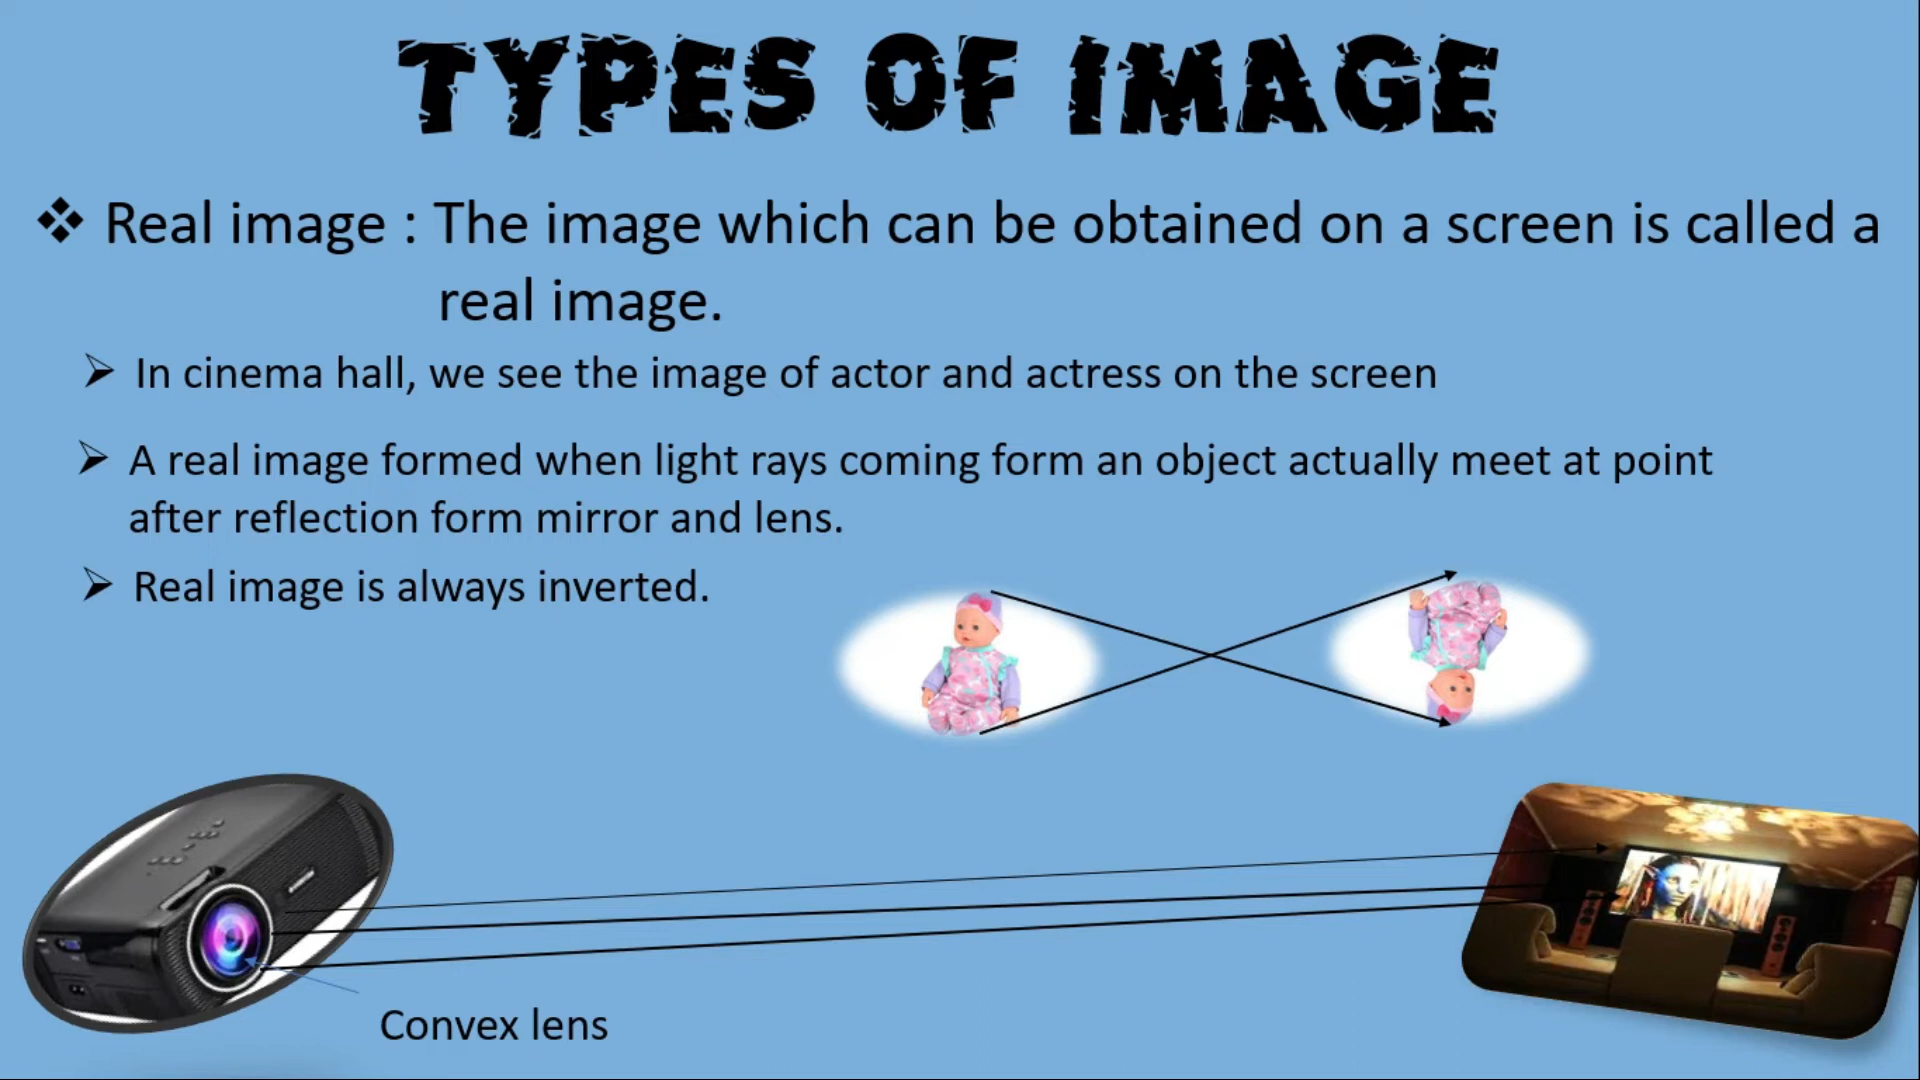 TYPES OF IMAGE
❖ Real image : The image which can be obtained on a screen is called a
real image.
➢ In cinema hall, we see the image of actor and actress on the screen
➢ A real image formed when light rays coming form an object actually meet at point
after reflection form mirror and lens.
➢ Real image is always inverted.
Convex lens